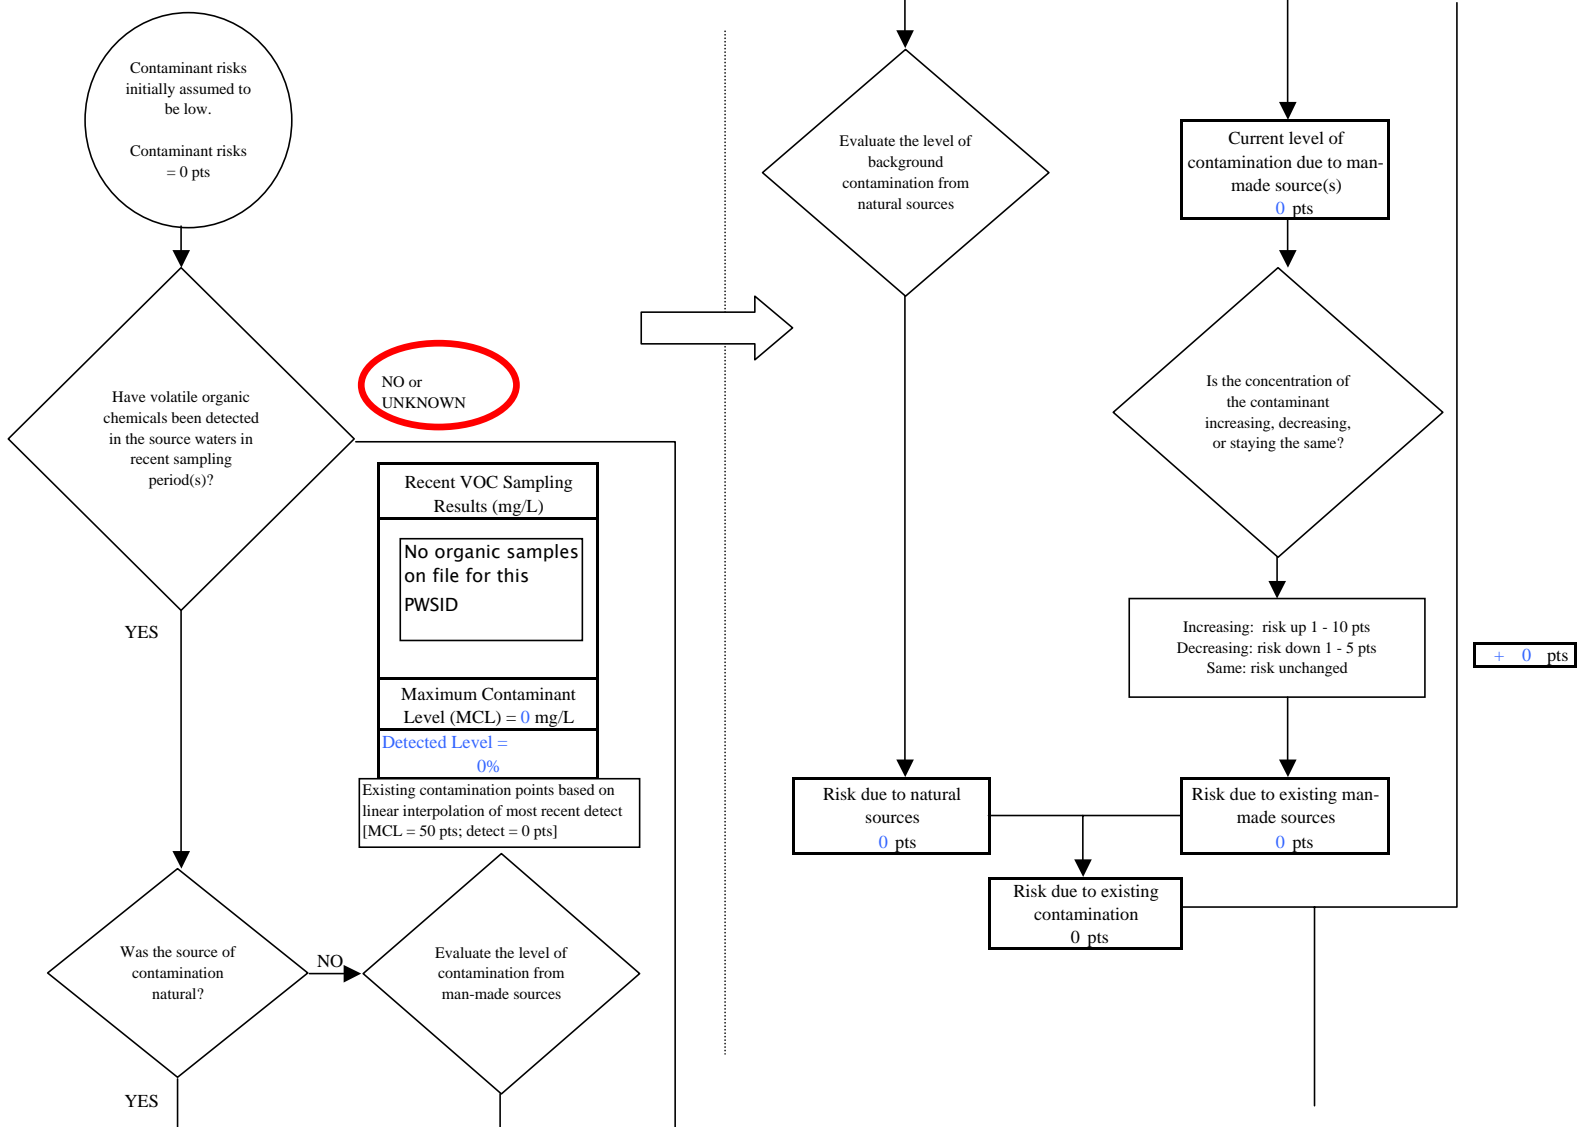 Contaminant risks
initially assumed to
be low.
Contaminant risks
= 0 pts
Have volatile organic
chemicals been detected
in the source waters in
recent sampling
period(s)?
NO or
UNKNOWN
YES
Recent VOC Sampling
Results (mg/L)
No organic samples
on file for this
PWSID
Maximum Contaminant
Level (MCL) = 0 mg/L
Detected Level =
0%
Existing contamination points based on
linear interpolation of most recent detect
[MCL = 50 pts; detect = 0 pts]
Was the source of
contamination
natural?
NO
YES
Evaluate the level of
contamination from
man-made sources
Evaluate the level of
background
contamination from
natural sources
Current level of
contamination due to man-
made source(s)
0 pts
Is the concentration of
the contaminant
increasing, decreasing,
or staying the same?
Increasing: risk up 1 - 10 pts
Decreasing: risk down 1 - 5 pts
Same: risk unchanged
+ 0 pts
Risk due to natural
sources
0 pts
Risk due to existing man-
made sources
0 pts
Risk due to existing
contamination
0 pts